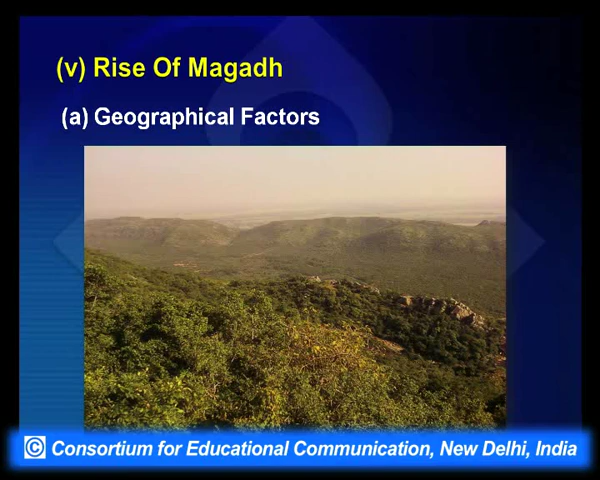 (v) Rise Of Magadh
(a) Geographical Factors
© Consortium for Educational Communication, New Delhi, India